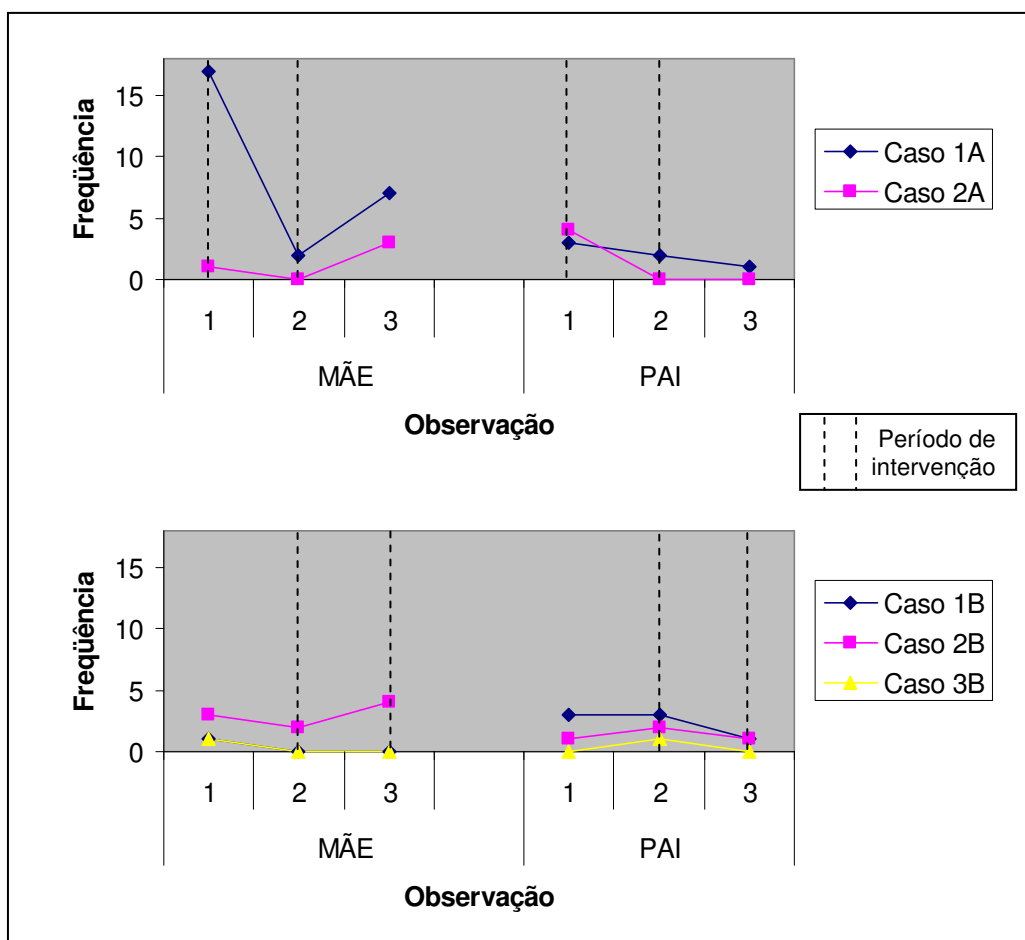 Freqüência
15
10
5
0
1 2 3 1 2 3
MÃE PAI
Observação
Caso 1A
Caso 2A
Período de
intervenção
Freqüência
15
10
5
0
1 2 3 1 2 3
MÃE PAI
Observação
Caso 1B
Caso 2B
Caso 3B